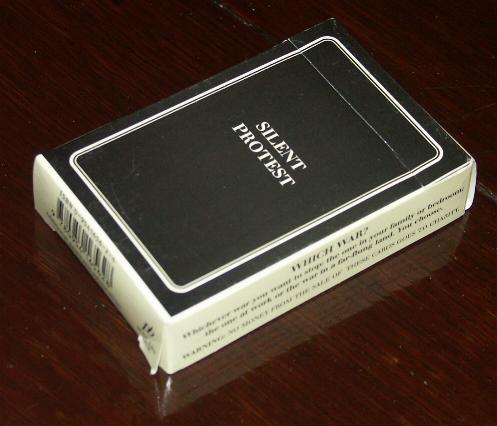 SILENT
PROTEST
WHICH WAR?
Whichever war you want to stop: the one in your family or bedroom;
the one at work or the war in a far-flung land. You choose.
WARNING: NO MONEY FROM THE SALE OF THESE CARDS GOES TO CHARITY.